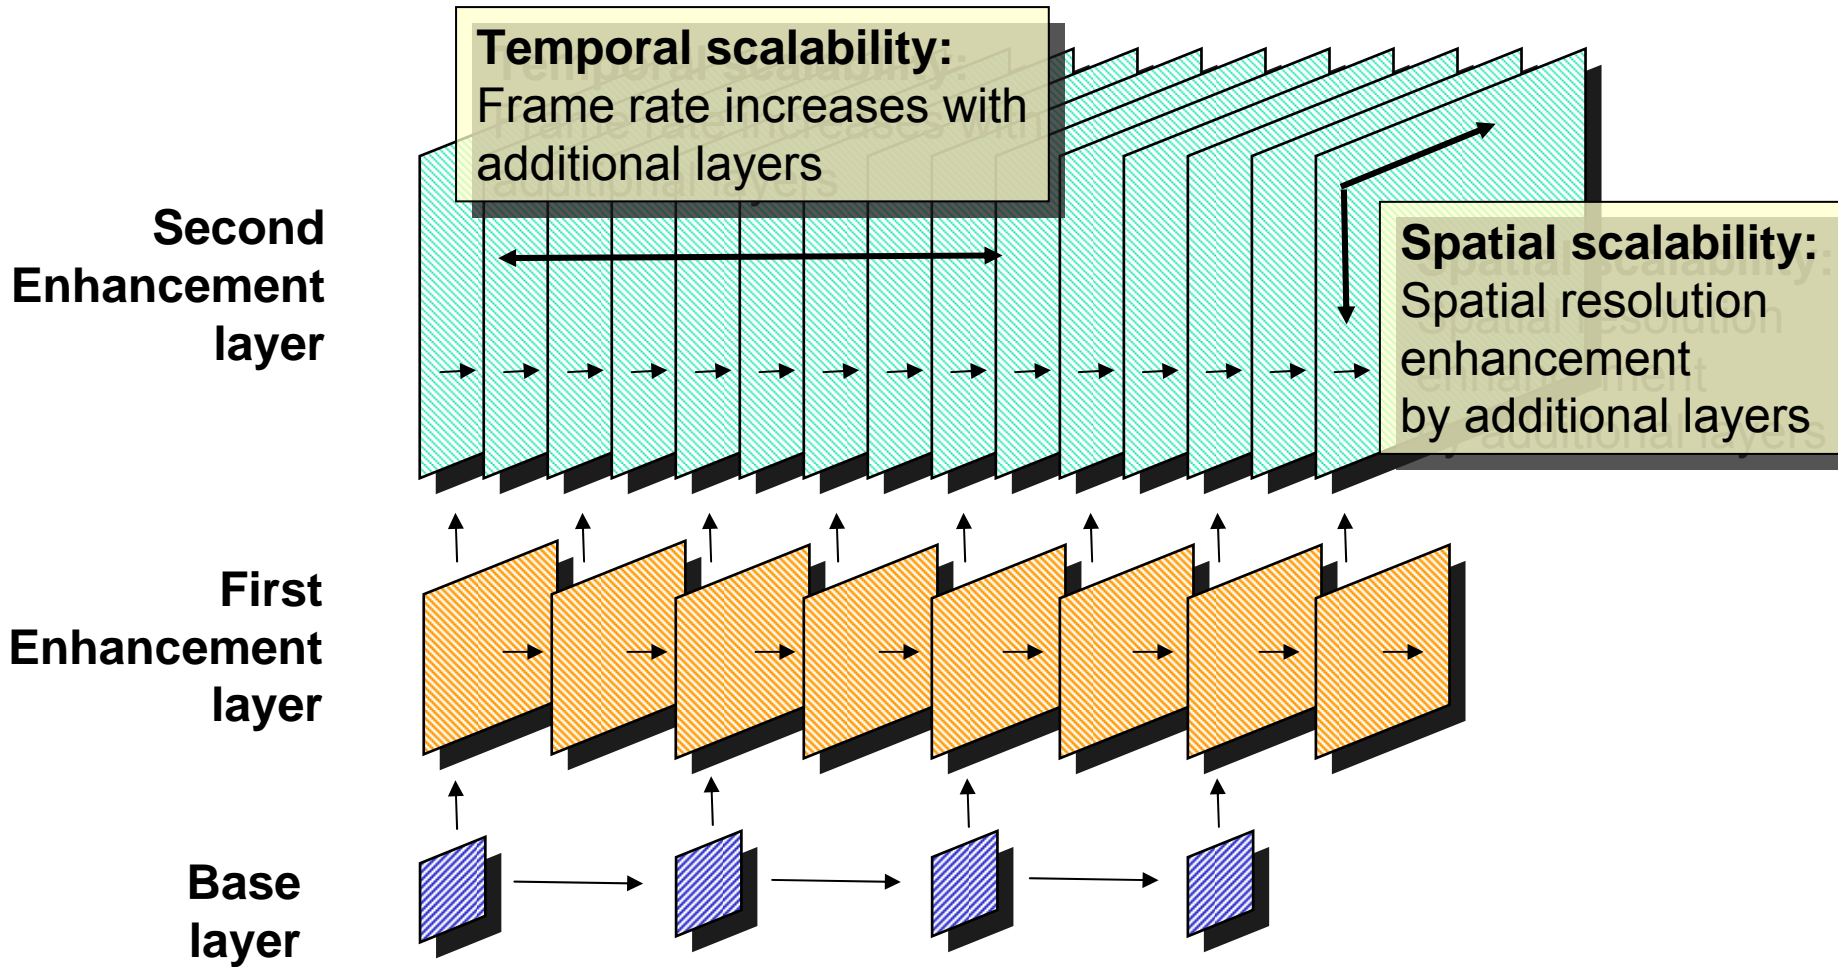 Temporal scalability:
Frame rate increases with
additional layers
Second
Enhancement
layer
Spatial scalability:
Spatial resolution
enhancement
by additional layers
First
Enhancement
layer
Base
layer